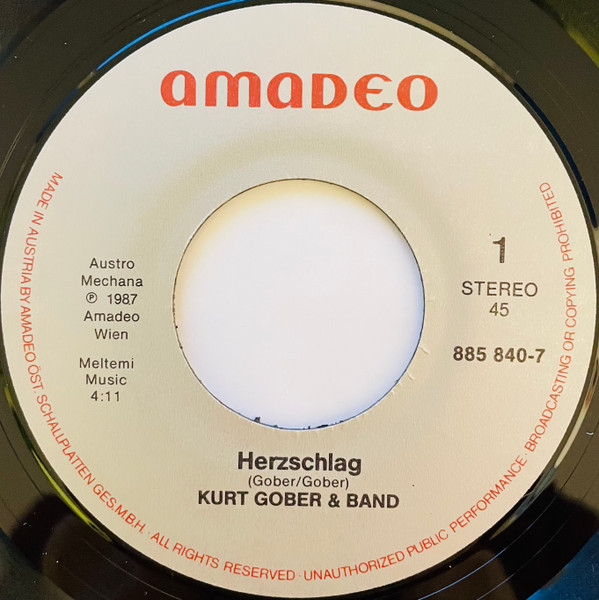 amaDEO
Austro
Mechana
℗ 1987
Amadeo
Wien
Meltemi
Music
4:11
1
STEREO
45
885 840-7
Herzschlag
(Gober/Gober)
KURT GOBER & BAND
MADE IN AUSTRIA BY AMADEO ÖST. SCHALLPLATTEN GES.M.B.H. · ALL RIGHTS RESERVED · UNAUTHORIZED PUBLIC PERFORMANCE · BROADCASTING OR COPYING PROHIBITED